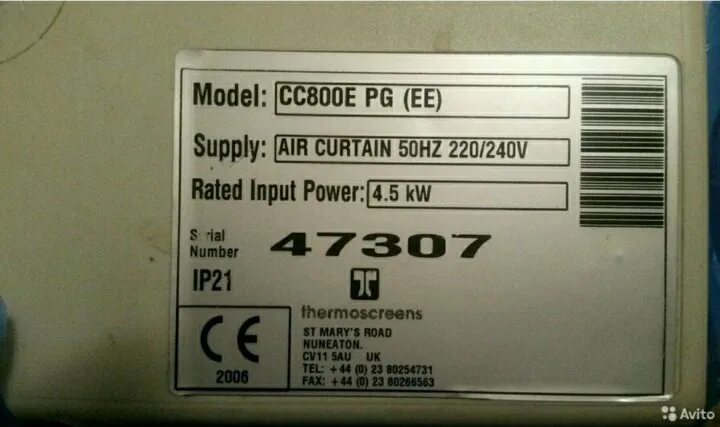 Model: CC800E PG (EE)
Supply: AIR CURTAIN 50HZ 220/240V
Rated Input Power: 4.5 kW
Serial Number 47307
IP21
thermoscreens
ST MARY'S ROAD
NUNEATON.
CV11 5AU UK
TEL: + 44 (0) 23 80254731
FAX: + 44 (0) 23 80266563
CE
2006
Avito